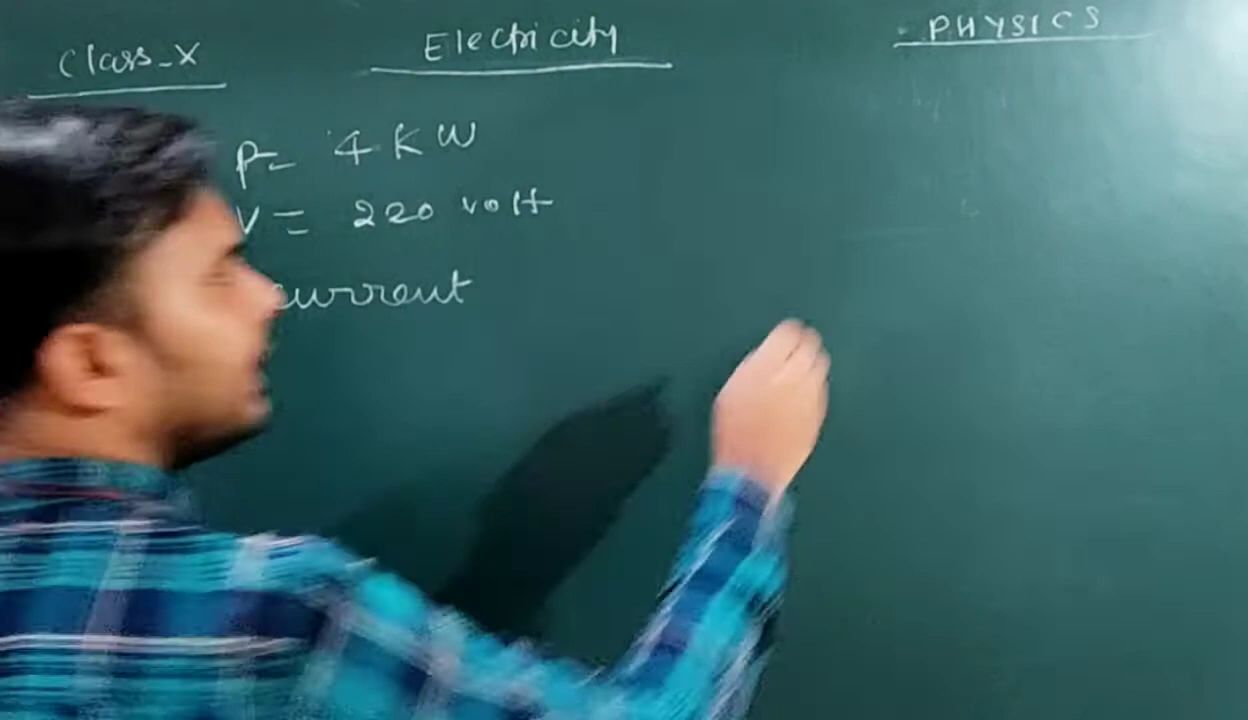 Class-X
Electricity
PHYSICS
P= 4 KW
V = 220 volt
current